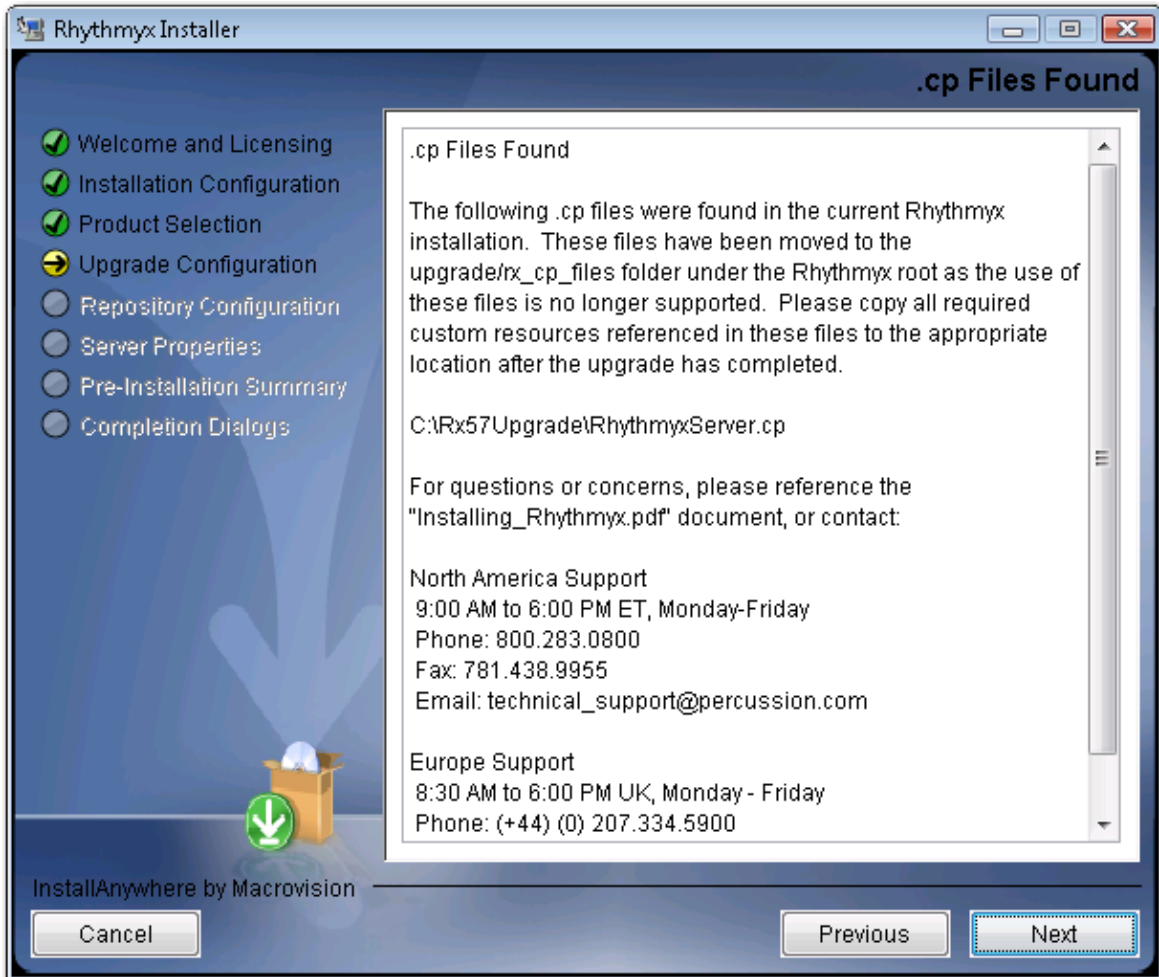 Rhythmyx Installer
.cp Files Found
Welcome and Licensing
Installation Configuration
Product Selection
Upgrade Configuration
Repository Configuration
Server Properties
Pre-Installation Summary
Completion Dialogs
.cp Files Found
The following .cp files were found in the current Rhythmyx
installation.  These files have been moved to the
upgrade/rx_cp_files folder under the Rhythmyx root as the use of
these files is no longer supported.  Please copy all required
custom resources referenced in these files to the appropriate
location after the upgrade has completed.
C:\Rx57Upgrade\RhythmyxServer.cp
For questions or concerns, please reference the
"Installing_Rhythmyx.pdf" document, or contact:
North America Support
9:00 AM to 6:00 PM ET, Monday-Friday
Phone: 800.283.0800
Fax: 781.438.9955
Email: technical_support@percussion.com
Europe Support
8:30 AM to 6:00 PM UK, Monday - Friday
Phone: (+44) (0) 207.334.5900
InstallAnywhere by Macrovision
Cancel
Previous
Next